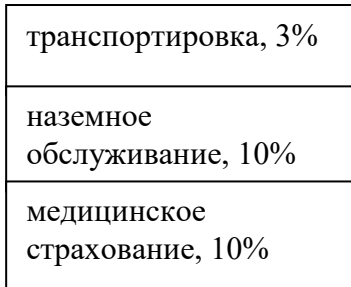 транспортировка, 3%
наземное
обслуживание, 10%
медицинское
страхование, 10%